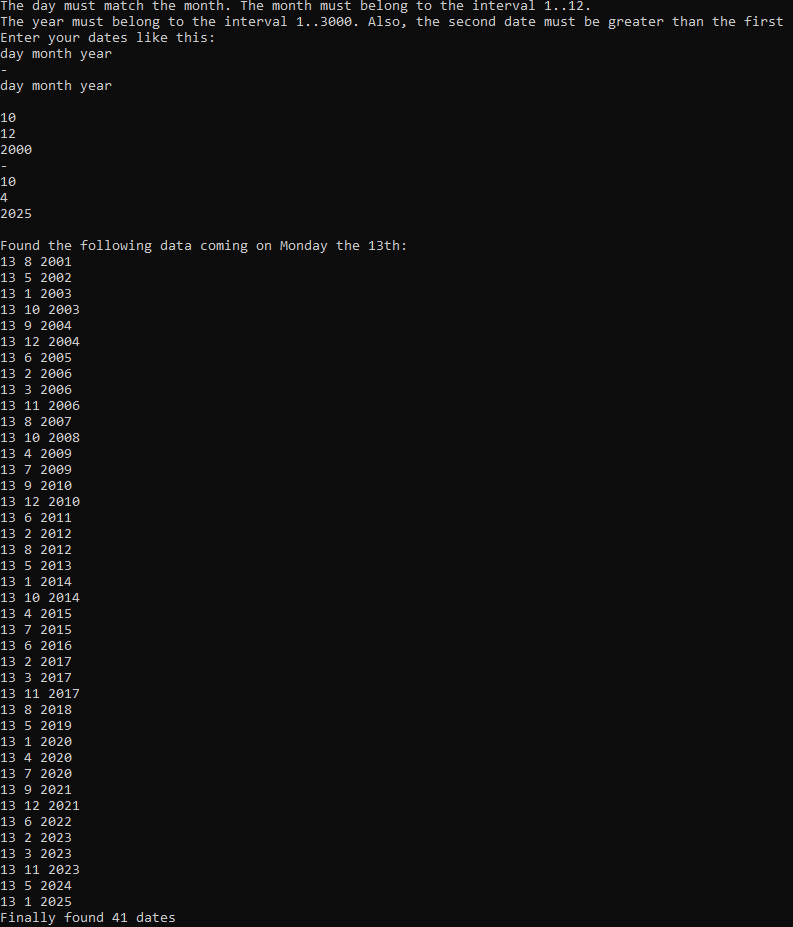 The day must match the month. The month must belong to the interval 1..12.
The year must belong to the interval 1..3000. Also, the second date must be greater than the first
Enter your dates like this:
day month year
-
day month year
10
12
2000
-
10
4
2025
Found the following data coming on Monday the 13th:
13 8 2001
13 5 2002
13 1 2003
13 10 2003
13 9 2004
13 12 2004
13 6 2005
13 2 2006
13 3 2006
13 11 2006
13 8 2007
13 10 2008
13 4 2009
13 7 2009
13 9 2010
13 12 2010
13 6 2011
13 2 2012
13 8 2012
13 5 2013
13 1 2014
13 10 2014
13 4 2015
13 7 2015
13 6 2016
13 2 2017
13 3 2017
13 11 2017
13 8 2018
13 5 2019
13 1 2020
13 4 2020
13 7 2020
13 9 2021
13 12 2021
13 6 2022
13 2 2023
13 3 2023
13 11 2023
13 5 2024
13 1 2025
Finally found 41 dates